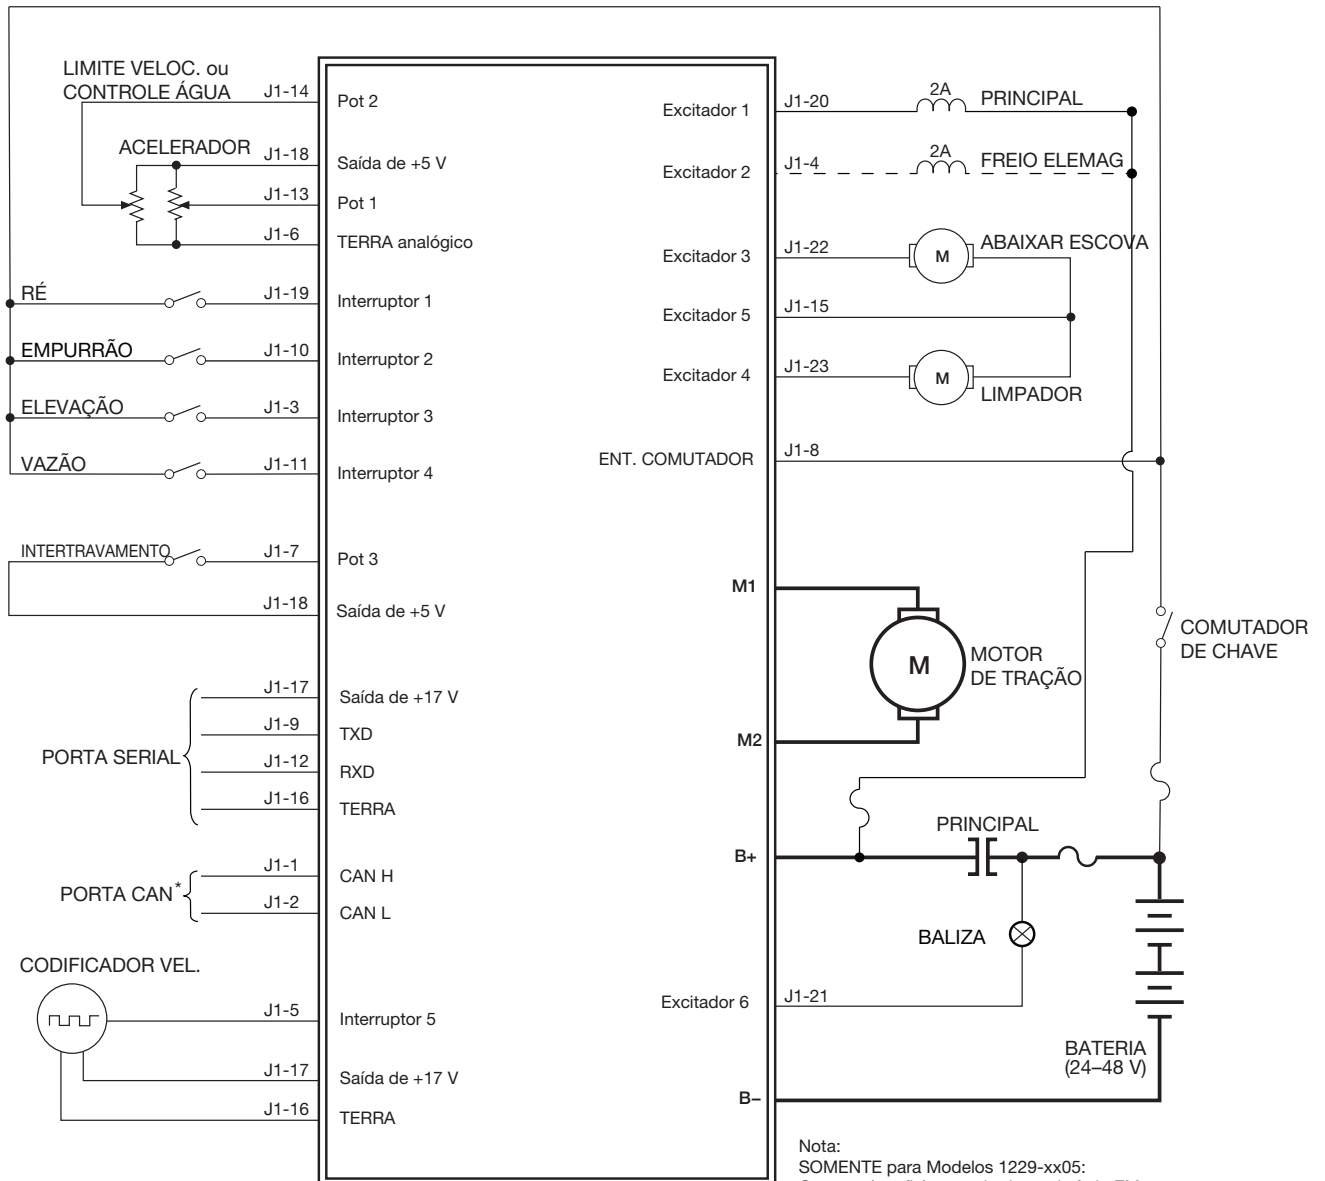 LIMITE VELOC. ou
CONTROLE ÁGUA
J1-14
Pot 2
ACELERADOR
J1-18
Saída de +5 V
J1-13
Pot 1
J1-6
TERRA analógico
RÉ
J1-19
Interruptor 1
EMPURRÃO
J1-10
Interruptor 2
ELEVAÇÃO
J1-3
Interruptor 3
VAZÃO
J1-11
Interruptor 4
INTERTRAVAMENTO
J1-7
Pot 3
J1-18
Saída de +5 V
PORTA SERIAL
J1-17
Saída de +17 V
J1-9
TXD
J1-12
RXD
J1-16
TERRA
PORTA CAN*
J1-1
CAN H
J1-2
CAN L
CODIFICADOR VEL.
J1-5
Interruptor 5
J1-17
Saída de +17 V
J1-16
TERRA
Excitador 1
J1-20
2A
PRINCIPAL
Excitador 2
J1-4
2A
FREIO ELEMAG
Excitador 3
J1-22
M
ABAIXAR ESCOVA
Excitador 5
J1-15
Excitador 4
J1-23
M
LIMPADOR
ENT. COMUTADOR
J1-8
M1
M
MOTOR
DE TRAÇÃO
M2
COMUTADOR
DE CHAVE
PRINCIPAL
B+
BALIZA
Excitador 6
J1-21
BATERIA
(24–48 V)
B–
Nota:
SOMENTE para Modelos 1229-xx05: